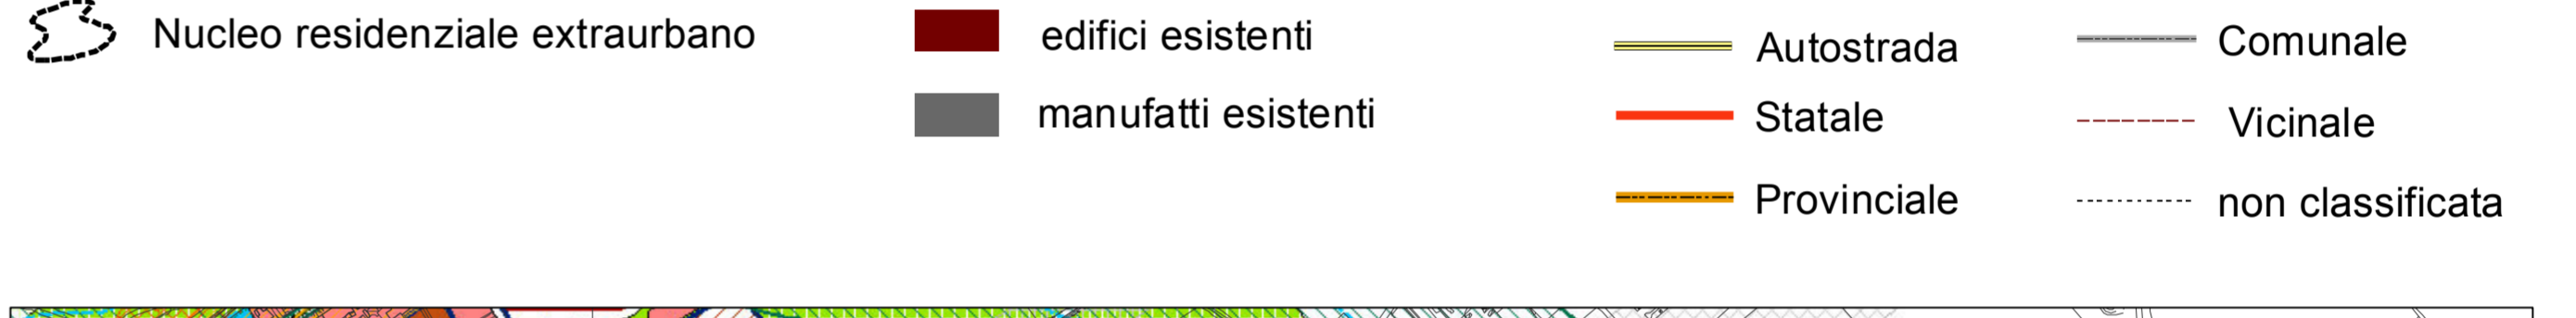 Nucleo residenziale extraurbano
edifici esistenti
manufatti esistenti
Autostrada
Statale
Provinciale
Comunale
Vicinale
non classificata